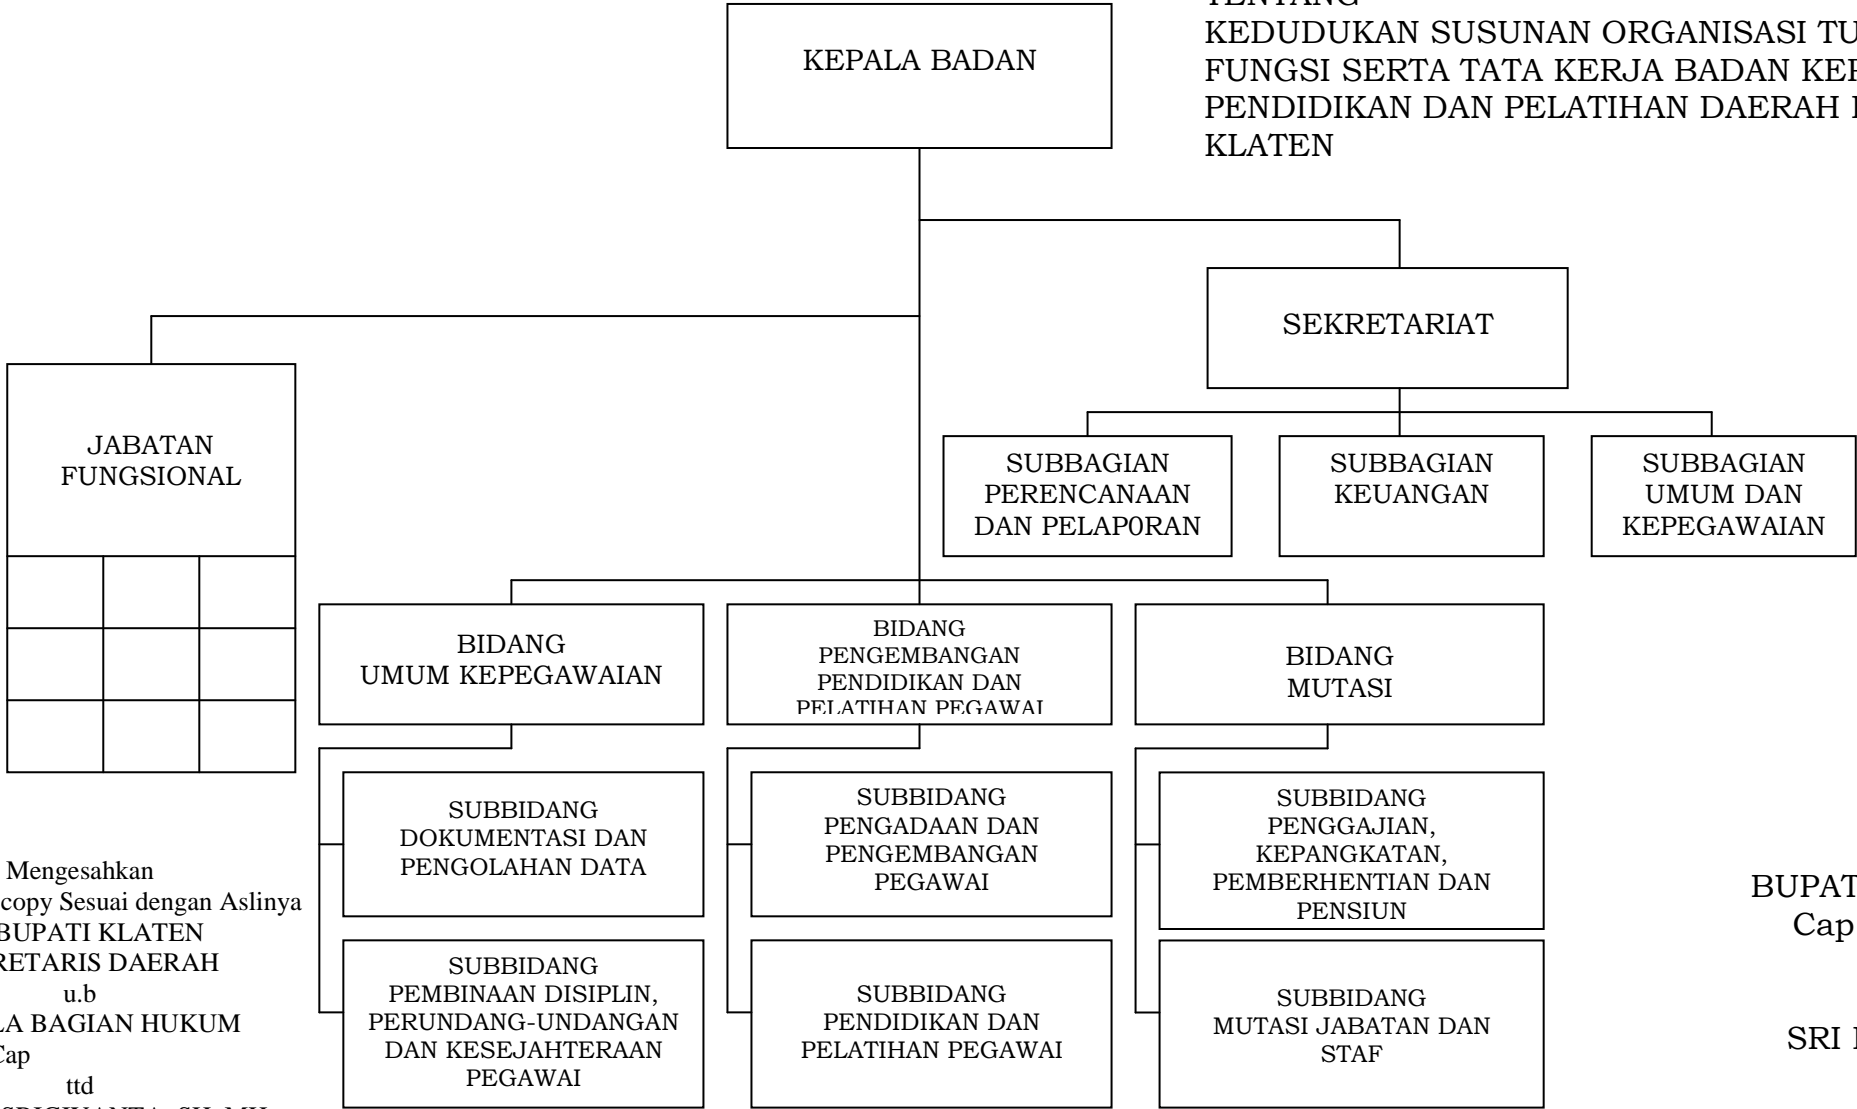 TENTANG
KEDUDUKAN SUSUNAN ORGANISASI
FUNGSI SERTA TATA KERJA BADAN
PENDIDIKAN DAN PELATIHAN DAERAH
KLATEN
KEPALA BADAN
SEKRETARIAT
JABATAN
FUNGSIONAL
SUBBAGIAN
PERENCANAAN
DAN PELAP0RAN
SUBBAGIAN
KEUANGAN
SUBBAGIAN
UMUM DAN
KEPEGAWAIAN
BIDANG
UMUM KEPEGAWAIAN
BIDANG
PENGEMBANGAN
PENDIDIKAN DAN
PELATIHAN PEGAWAI
BIDANG
MUTASI
SUBBIDANG
DOKUMENTASI DAN
PENGOLAHAN DATA
SUBBIDANG
PENGADAAN DAN
PENGEMBANGAN
PEGAWAI
SUBBIDANG
PENGGAJIAN,
KEPANGKATAN,
PEMBERHENTIAN DAN
PENSIUN
SUBBIDANG
PEMBINAAN DISIPLIN,
PERUNDANG-UNDANGAN
DAN KESEJAHTERAAN
PEGAWAI
SUBBIDANG
PENDIDIKAN DAN
PELATIHAN PEGAWAI
SUBBIDANG
MUTASI JABATAN DAN
STAF
Mengesahkan
copy Sesuai dengan Aslinya
BUPATI KLATEN
RETARIS DAERAH
u.b
LA BAGIAN HUKUM
Cap
ttd
BUPAT
Cap
SRI